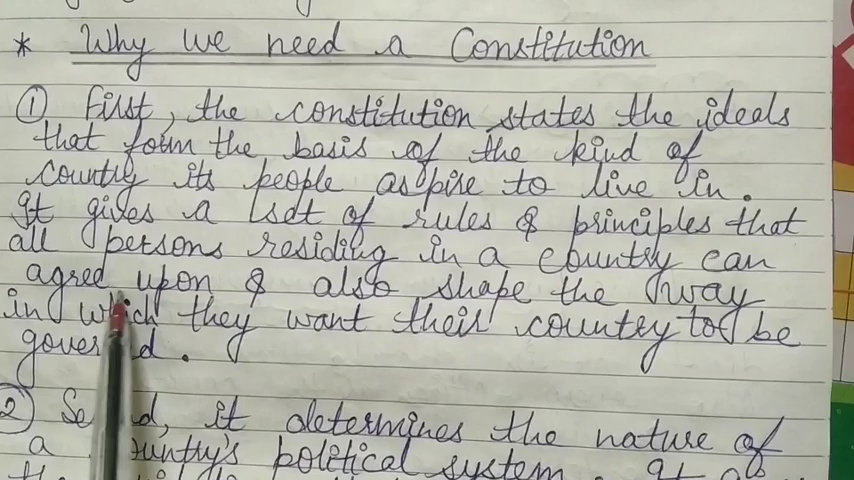 * Why we need a Constitution
① First, the constitution states the ideals
that form the basis of the kind of
country its people aspire to live in.
It gives a set of rules & principles that
all persons residing in a country can
agreed upon & also shape the way
in which they want their country to be
② it determines the nature of
a political system. It